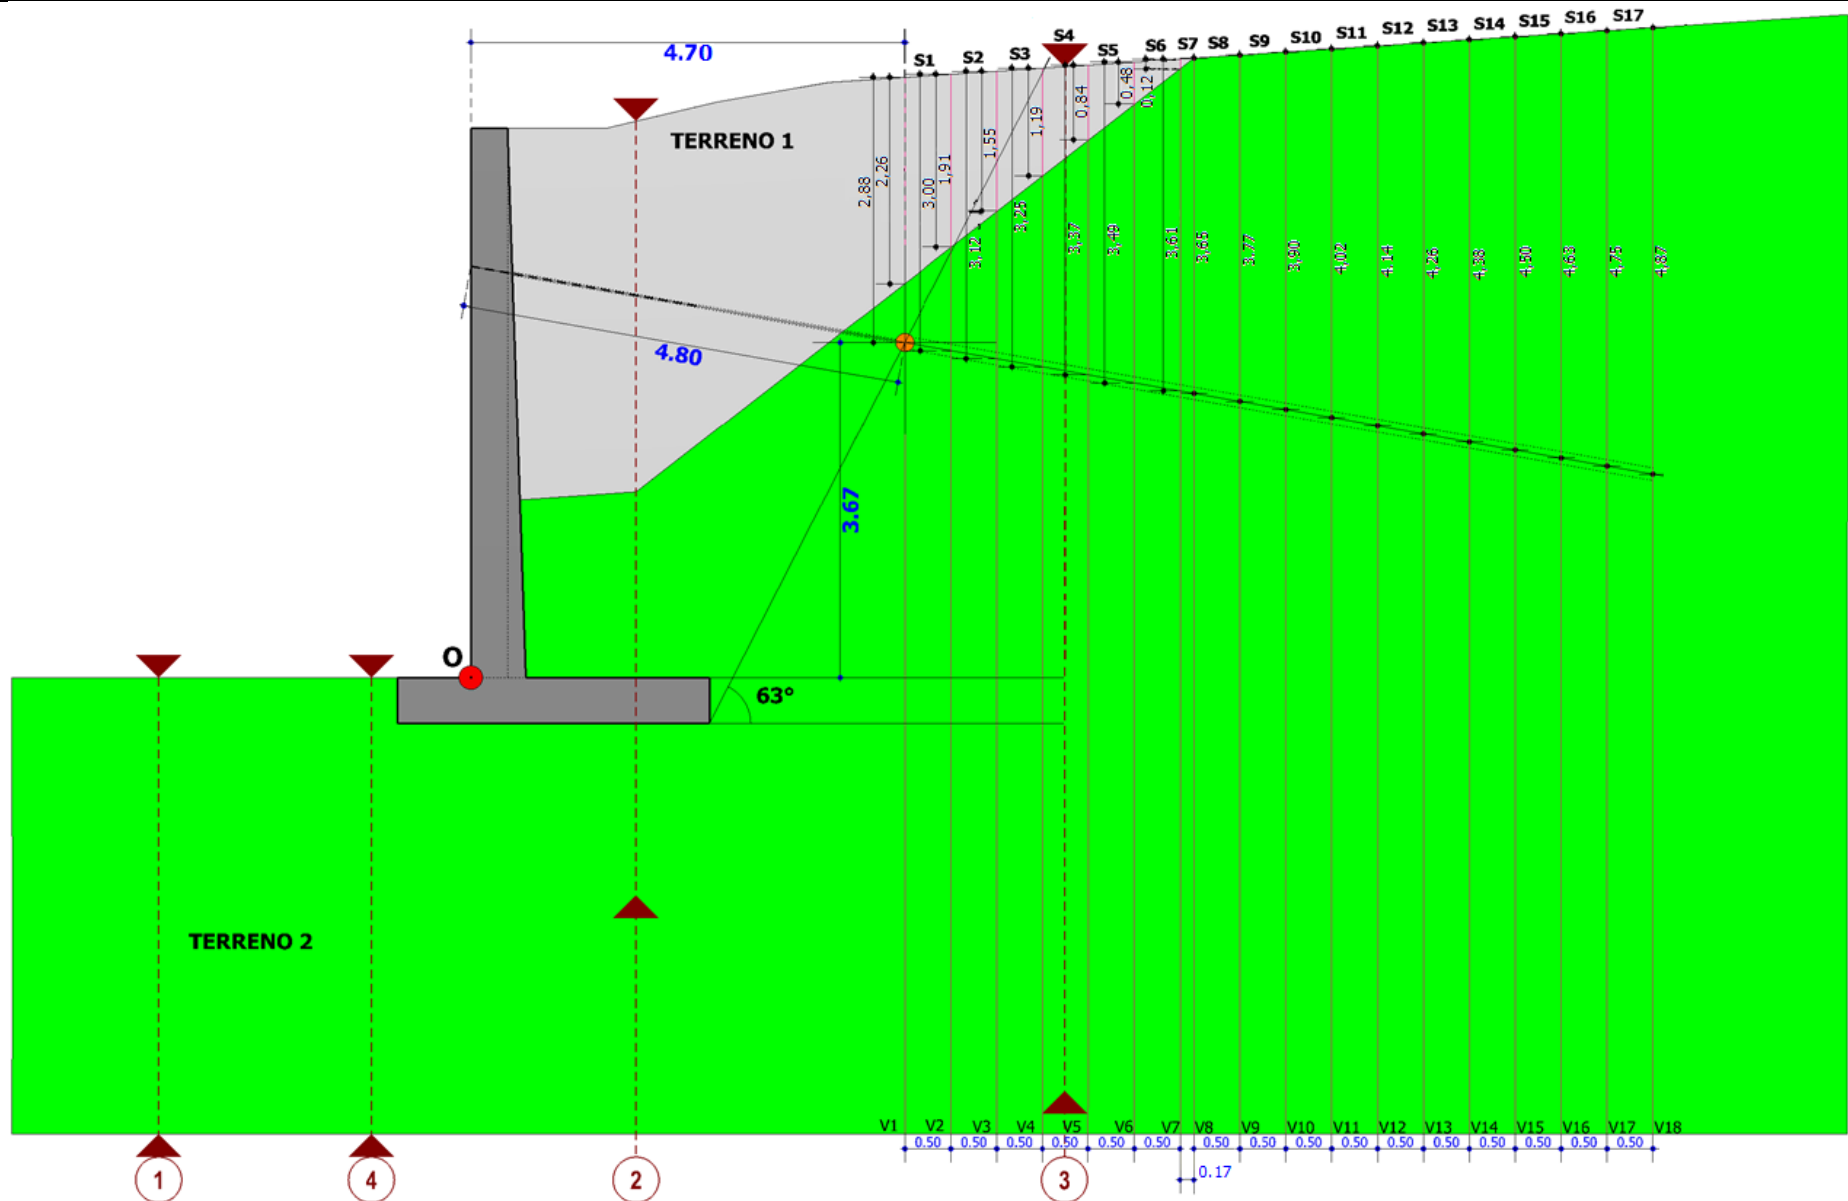 S1 S2 S3 S4 S5 S6 S7 S8 S9 S10 S11 S12 S13 S14 S15 S16 S17
4.70
TERRENO 1
2,88 2,26 3,00 1,91 3,12 1,55 3,25 1,19 3,37 0,84 3,49 0,48 0,12 3,61 3,65 3,77 3,90 4,02 4,14 4,26 4,38 4,50 4,63 4,75 4,87
4.80
3.67
O
63°
TERRENO 2
V1 V2 V3 V4 V5 V6 V7 V8 V9 V10 V11 V12 V13 V14 V15 V16 V17 V18
0.50 0.50 0.50 0.50 0.50 0.50 0.50 0.50 0.50 0.50 0.50 0.50 0.50 0.50 0.50 0.50
0.17
1 4 2 3